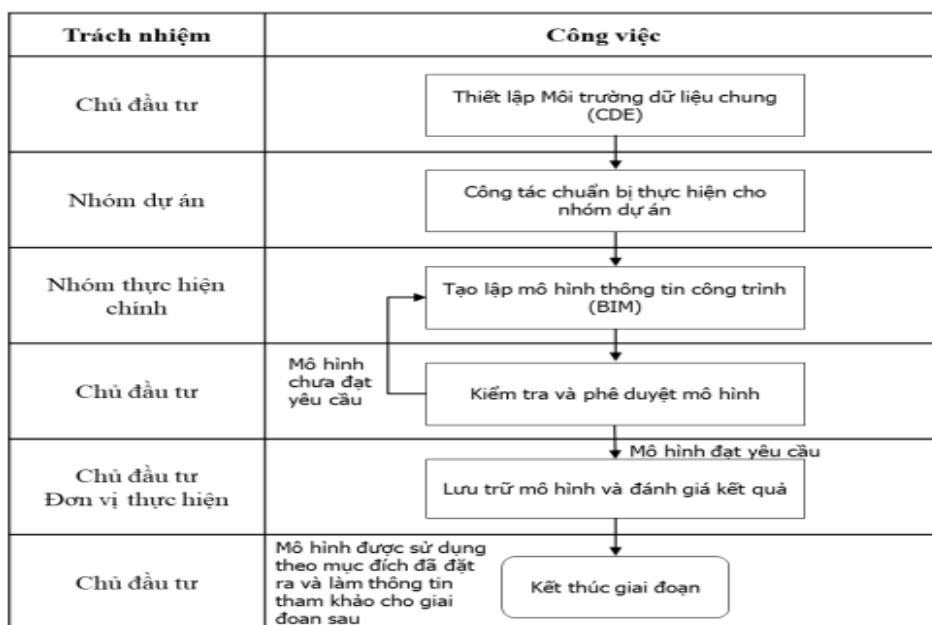 Trách nhiệm
Công việc
Chủ đầu tư
Thiết lập Môi trường dữ liệu chung
(CDE)
Nhóm dự án
Công tác chuẩn bị thực hiện cho
nhóm dự án
Nhóm thực hiện
chính
Tạo lập mô hình thông tin công trình
(BIM)
Mô hình
chưa đạt
yêu cầu
Chủ đầu tư
Kiểm tra và phê duyệt mô hình
Mô hình đạt yêu cầu
Chủ đầu tư
Đơn vị thực hiện
Lưu trữ mô hình và đánh giá kết quả
Chủ đầu tư
Mô hình được sử dụng
theo mục đích đã đặt
ra và làm thông tin
tham khảo cho giai
đoạn sau
Kết thúc giai đoạn